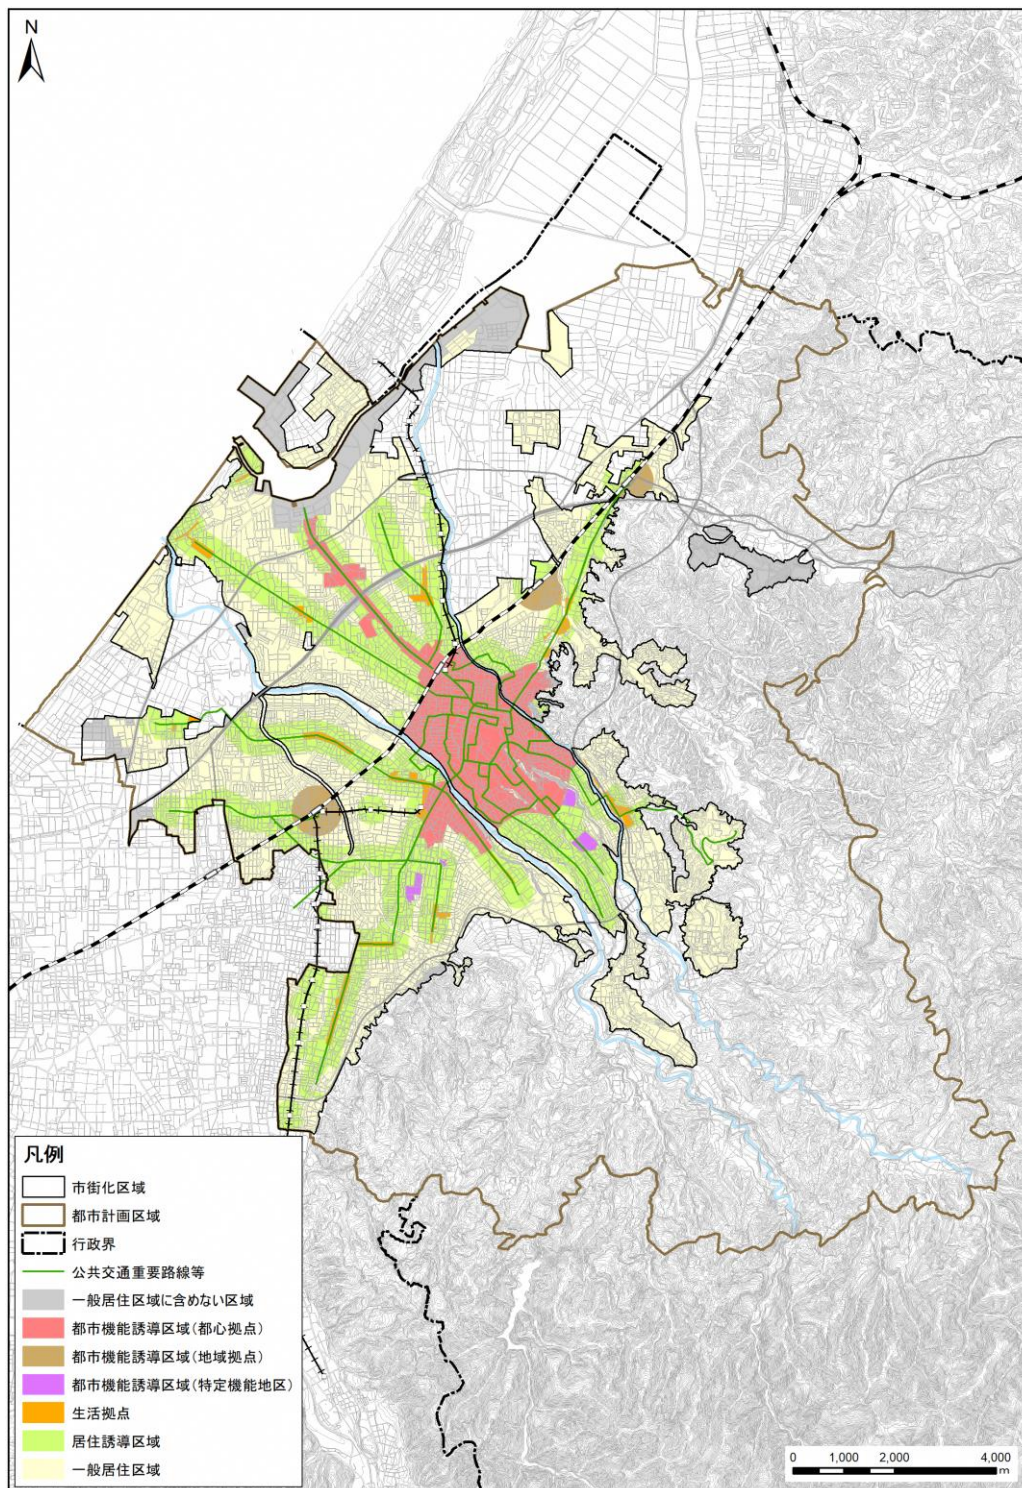 N
凡例
市街化区域
都市計画区域
行政界
公共交通重要路線等
一般居住区域に含めない区域
都市機能誘導区域（都心拠点）
都市機能誘導区域（地域拠点）
都市機能誘導区域（特定機能地区）
生活拠点
居住誘導区域
一般居住区域
0 1,000 2,000 4,000
m